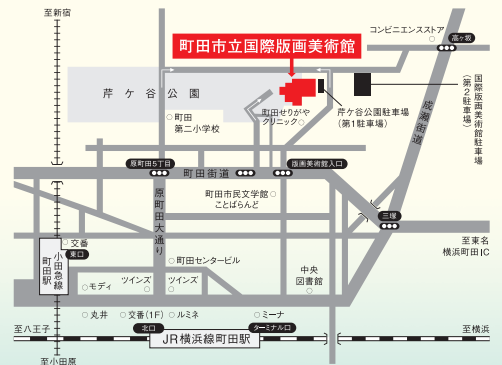 至新宿
コンビニエンスストア
高ヶ坂
町田市立国際版画美術館
芹ケ谷公園
町田
第二小学校
町田せりがや
クリニック
芹ケ谷公園駐車場
(第1駐車場)
国際版画美術館駐車場
(第2駐車場)
成瀬街道
原町田5丁目
町田街道
版画美術館入口
原町田大通り
町田市民文学館
ことばらんど
三塚
至東名
横浜町田IC
交番
東口
小田急線
町田駅
町田センタービル
モディ
ツインズ
ツインズ
中央
図書館
丸井
交番(1F)
ルミネ
ミーナ
至八王子
北口
ターミナル口
至横浜
JR横浜線町田駅
至小田原